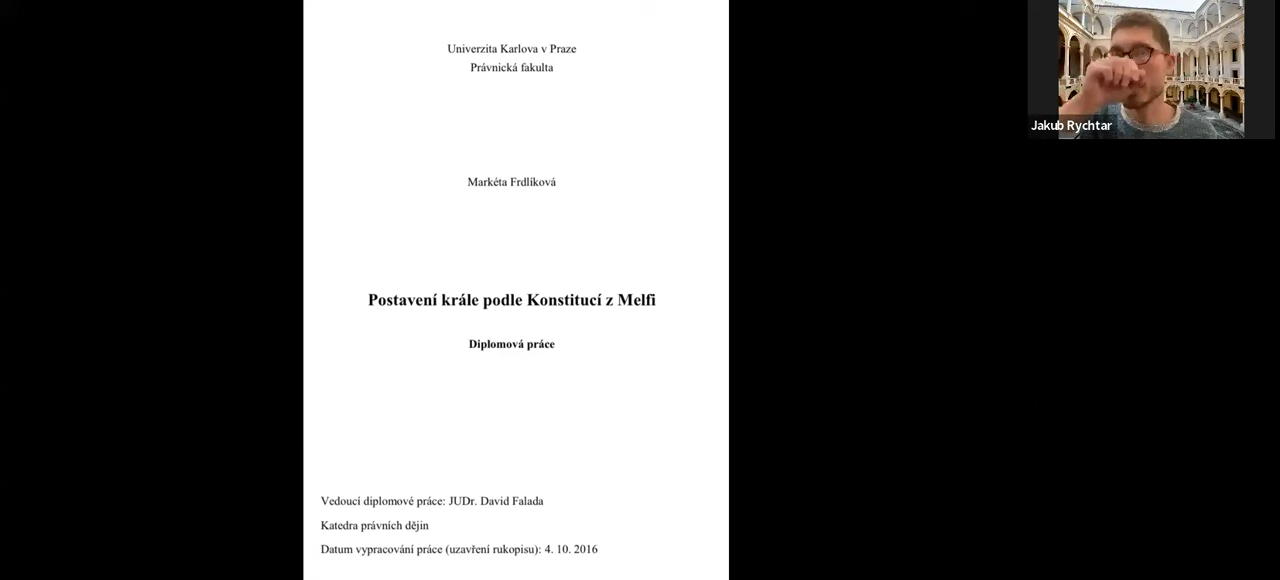 Univerzita Karlova v Praze
Právnická fakulta
Markéta Frdlíková
Postavení krále podle Konstitucí z Melfi
Diplomová práce
Vedoucí diplomové práce: JUDr. David Falada
Katedra právních dějin
Datum vypracování práce (uzavření rukopisu): 4. 10. 2016
Jakub Rychtar